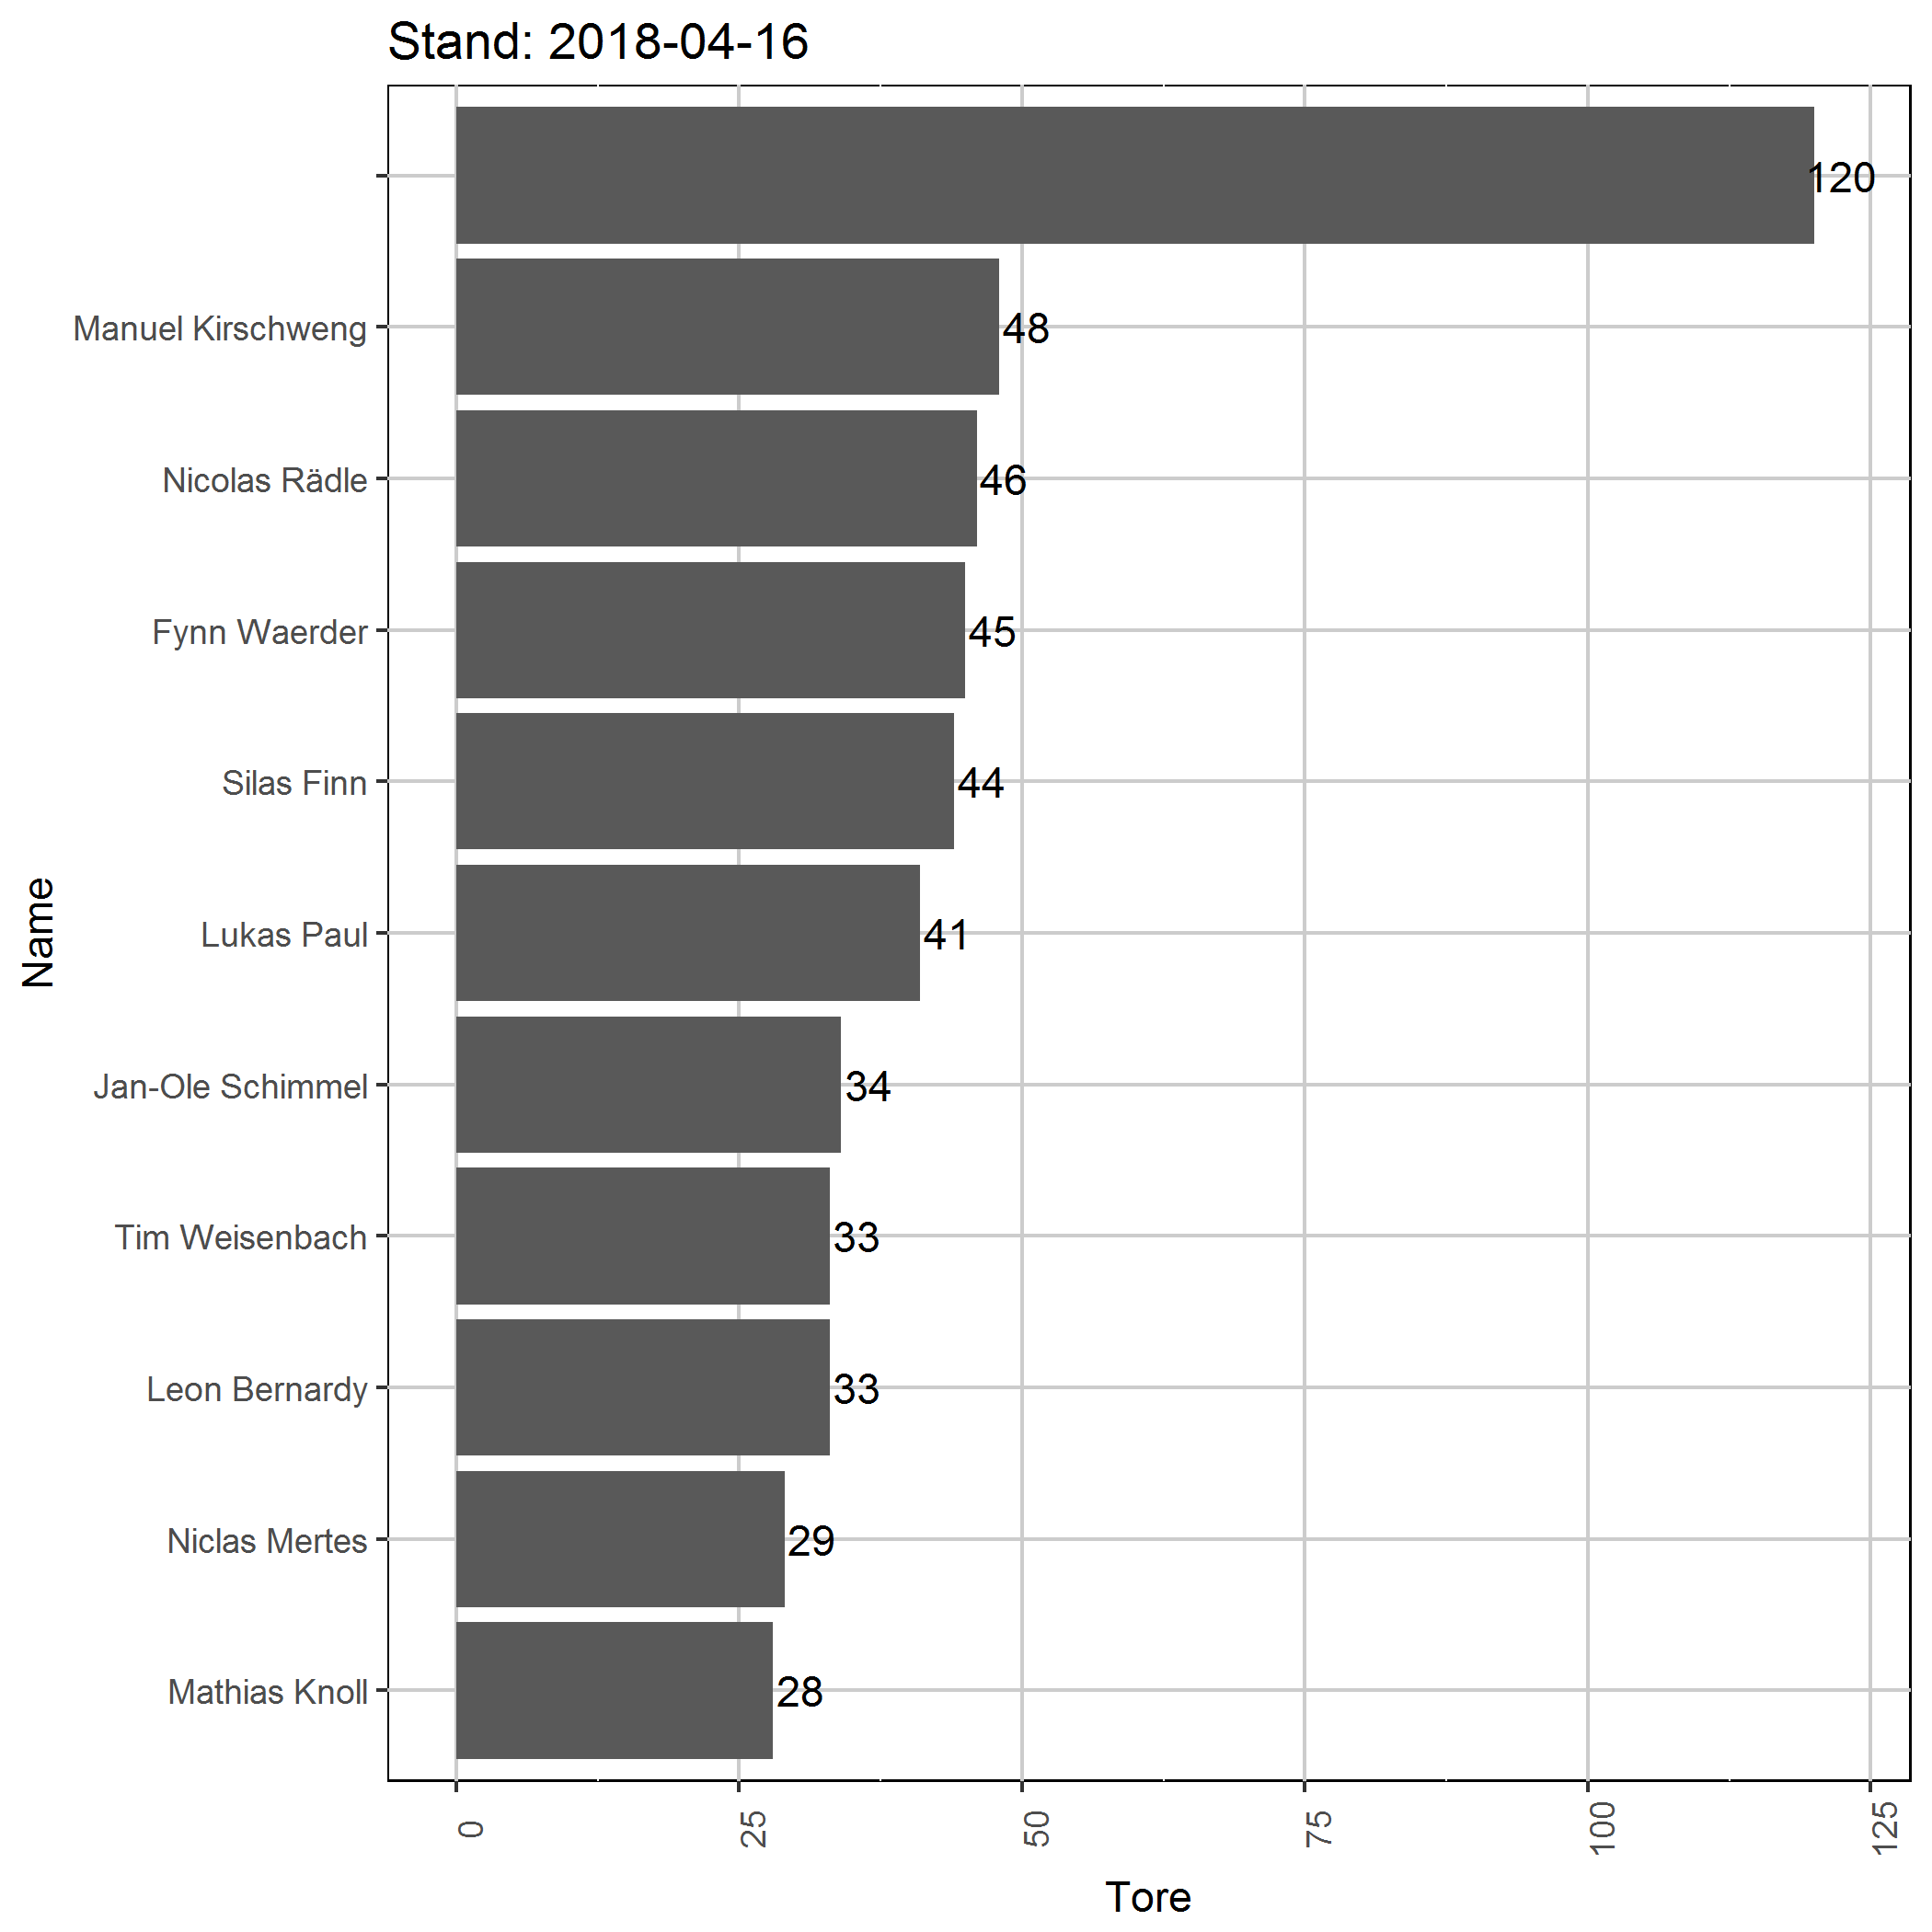 Stand: 2018-04-16
120
Manuel Kirschweng 48
Nicolas Rädle 46
Fynn Waerder 45
Silas Finn 44
Lukas Paul 41
Jan-Ole Schimmel 34
Tim Weisenbach 33
Leon Bernardy 33
Niclas Mertes 29
Mathias Knoll 28
Name
0 25 50 75 100 125
Tore